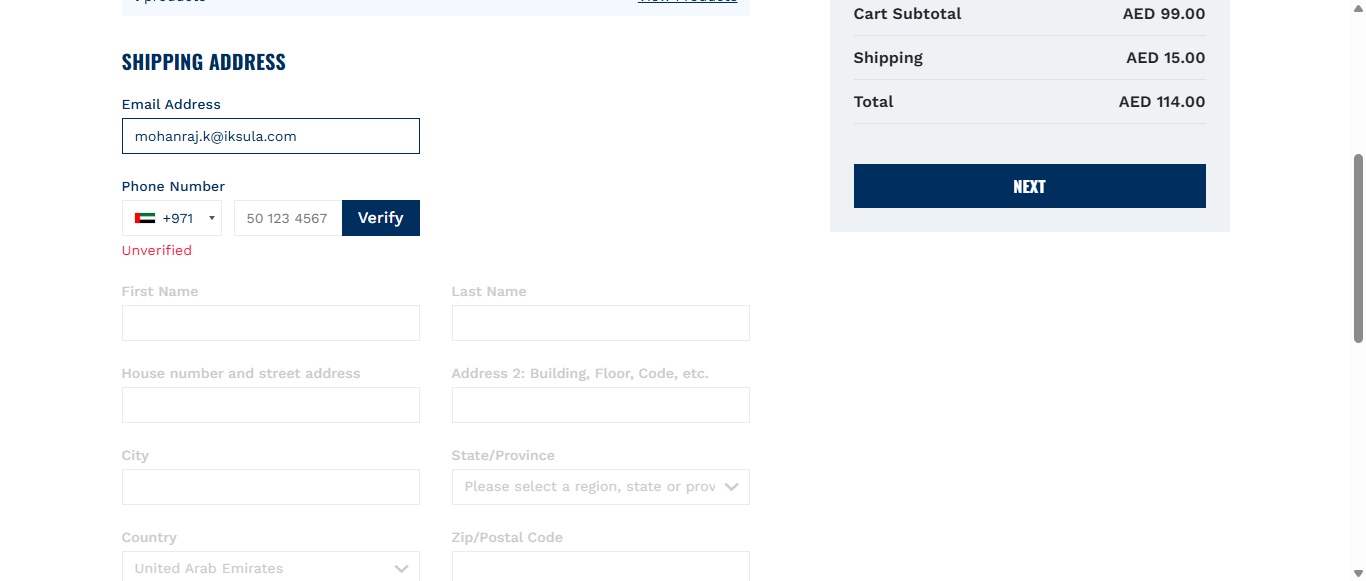 SHIPPING ADDRESS
Email Address
mohanraj.k@iksula.com
Phone Number
+971
50 123 4567
Verify
Unverified
First Name
Last Name
House number and street address
Address 2: Building, Floor, Code, etc.
City
State/Province
Please select a region, state or prov
Country
Zip/Postal Code
United Arab Emirates
Cart Subtotal AED 99.00
Shipping AED 15.00
Total AED 114.00
NEXT